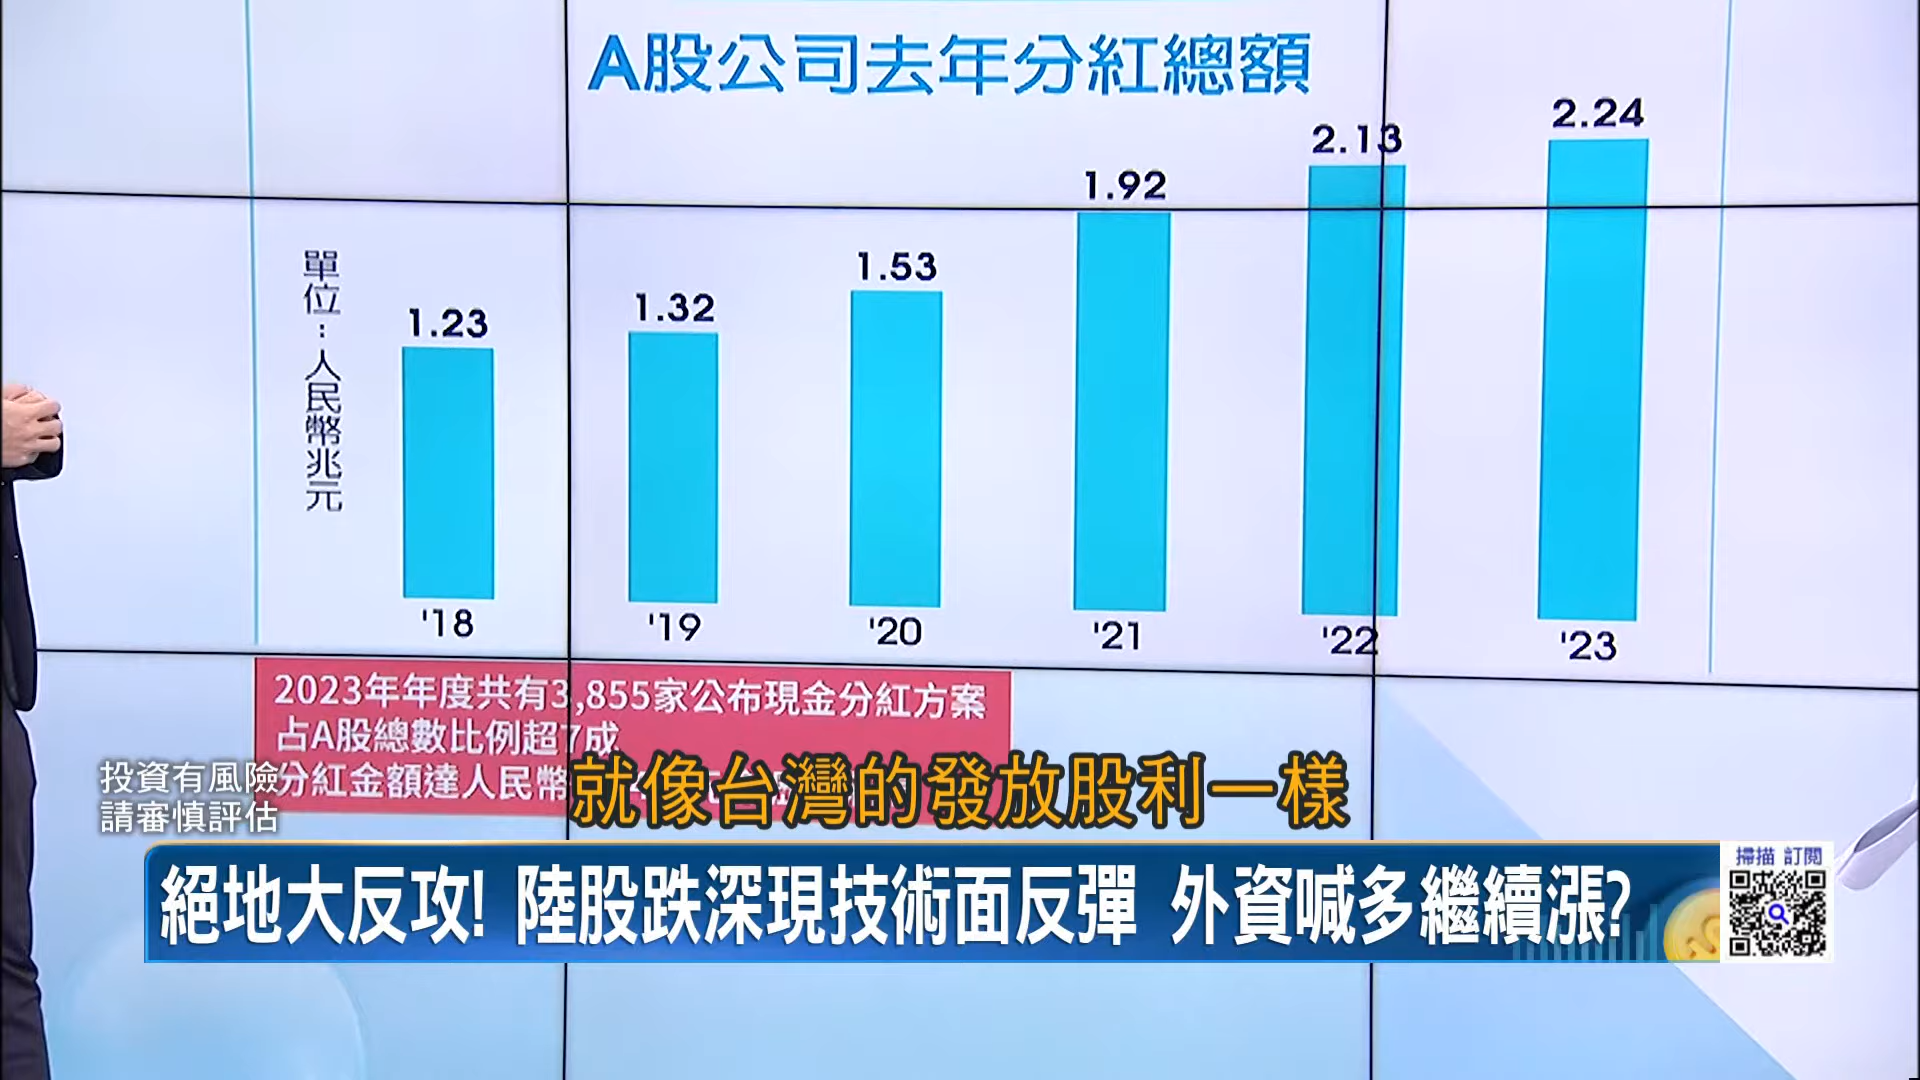 A股公司去年分紅總額
單位：人民幣兆元
1.23
1.32
1.53
1.92
2.13
2.24
'18
'19
'20
'21
'22
'23
2023年年度共有3,855家公布現金分紅方案
占A股總數比例超7成
分紅金額達人民幣
投資有風險
請審慎評估
就像台灣的發放股利一樣
絕地大反攻! 陸股跌深現技術面反彈 外資喊多繼續漲?
掃描 訂閱